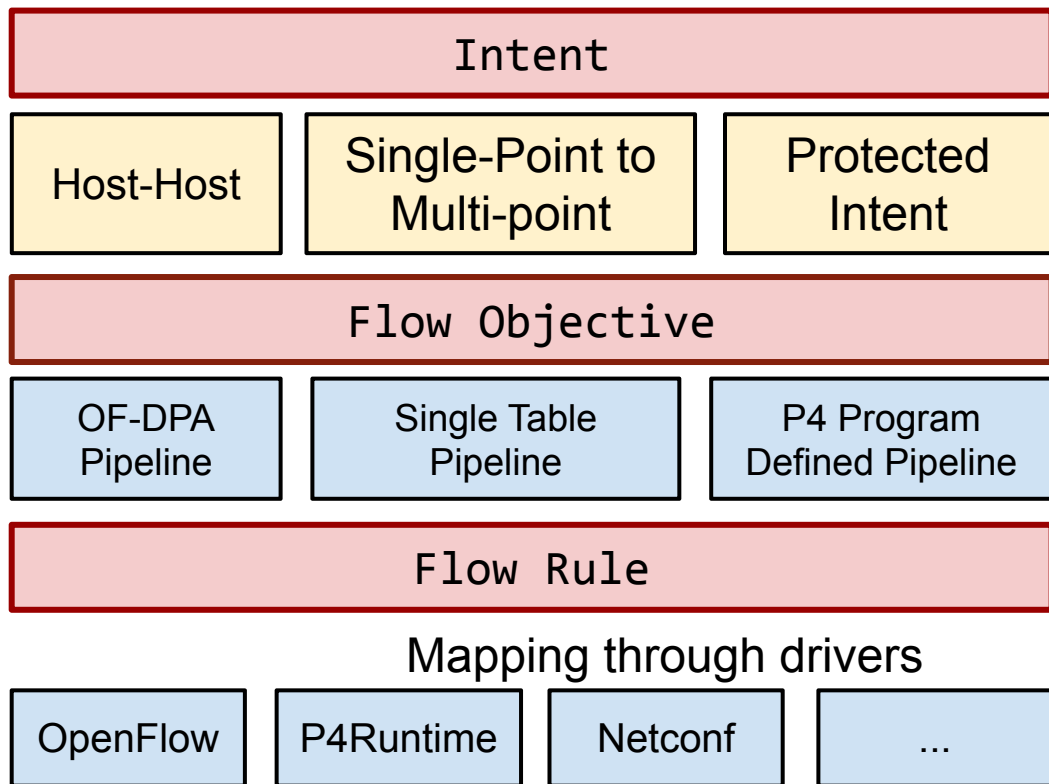 Intent
Host-Host
Single-Point to
Multi-point
Protected
Intent
Flow Objective
OF-DPA
Pipeline
Single Table
Pipeline
P4 Program
Defined Pipeline
Flow Rule
Mapping through drivers
OpenFlow
P4Runtime
Netconf
...